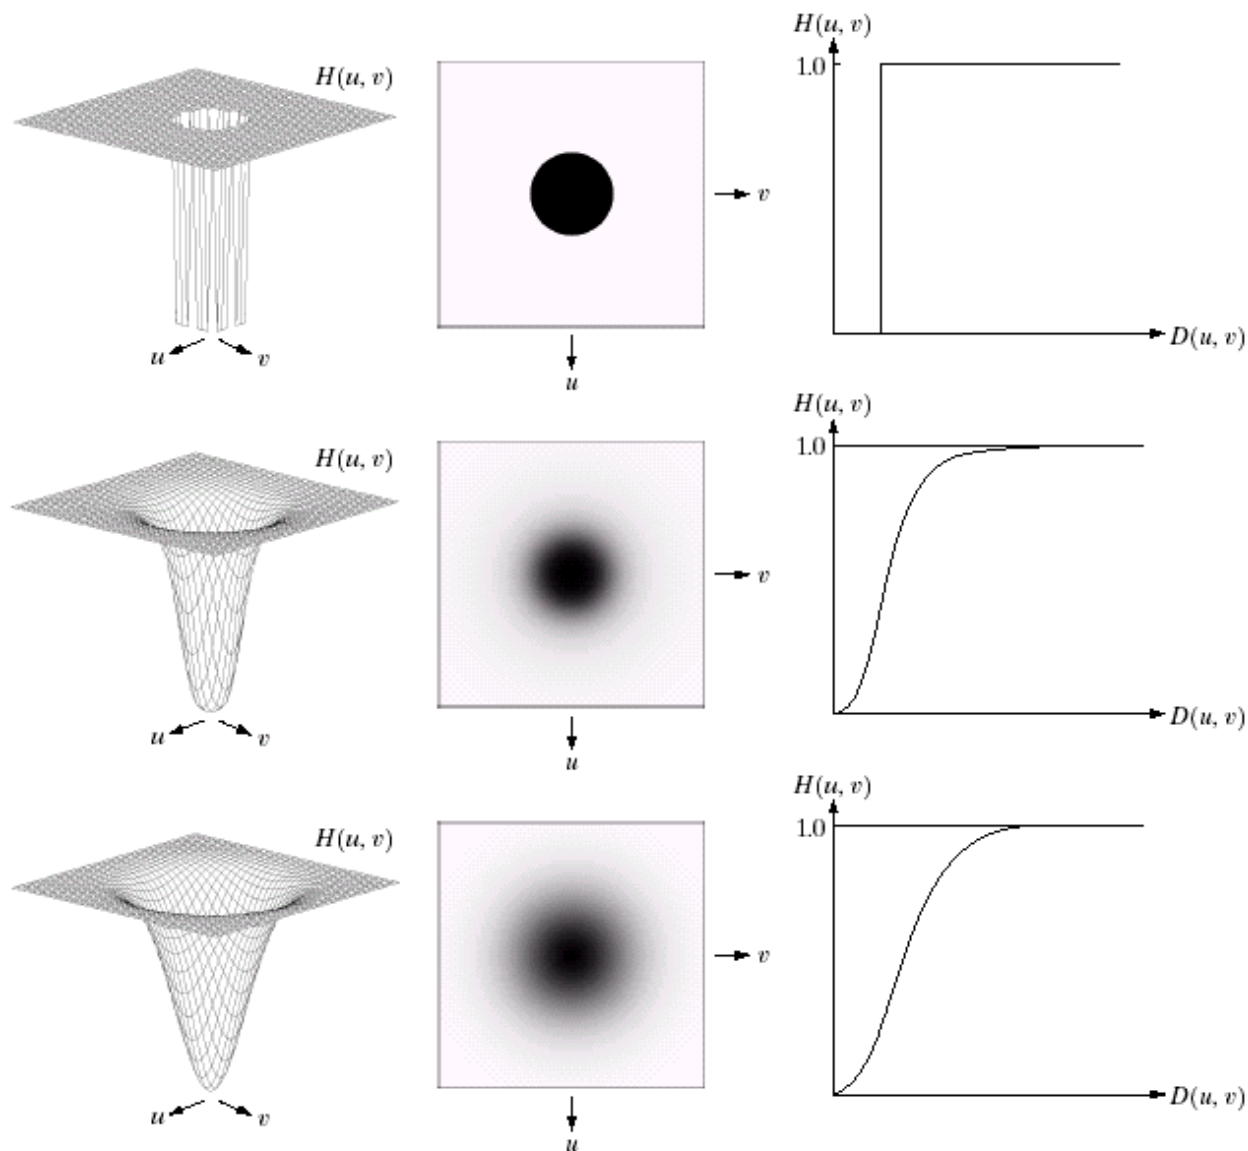 H(u, v)
H(u, v)
1.0
v
u v
D(u, v)
u
H(u, v)
H(u, v)
1.0
v
u v
D(u, v)
u
H(u, v)
H(u, v)
1.0
v
u v
D(u, v)
u